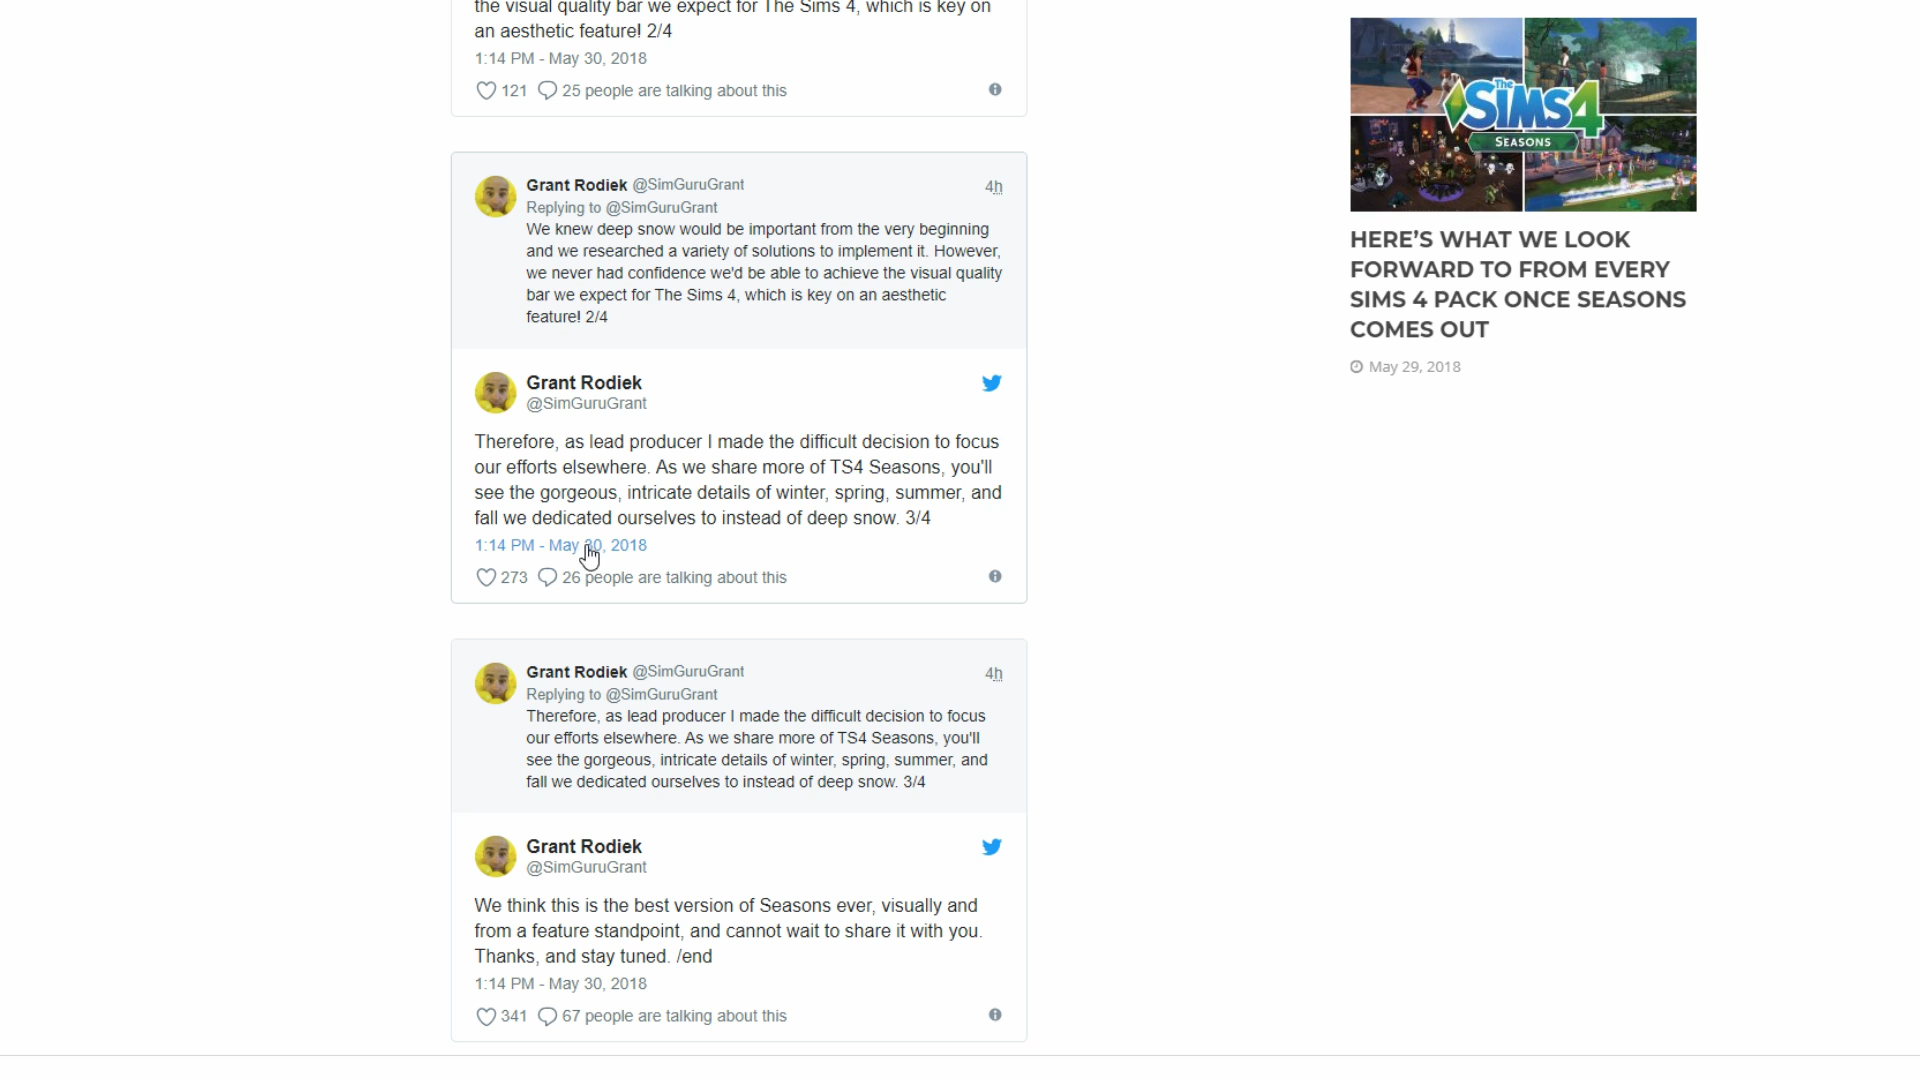 the visual quality bar we expect for The Sims 4, which is key on
an aesthetic feature! 2/4
1:14 PM - May 30, 2018
121 25 people are talking about this
Grant Rodiek @SimGuruGrant 4h
Replying to @SimGuruGrant
We knew deep snow would be important from the very beginning
and we researched a variety of solutions to implement it. However,
we never had confidence we'd be able to achieve the visual quality
bar we expect for The Sims 4, which is key on an aesthetic
feature! 2/4
Grant Rodiek
@SimGuruGrant
Therefore, as lead producer I made the difficult decision to focus
our efforts elsewhere. As we share more of TS4 Seasons, you'll
see the gorgeous, intricate details of winter, spring, summer, and
fall we dedicated ourselves to instead of deep snow. 3/4
1:14 PM - May 30, 2018
273 26 people are talking about this
Grant Rodiek @SimGuruGrant 4h
Replying to @SimGuruGrant
Therefore, as lead producer I made the difficult decision to focus
our efforts elsewhere. As we share more of TS4 Seasons, you'll
see the gorgeous, intricate details of winter, spring, summer, and
fall we dedicated ourselves to instead of deep snow. 3/4
Grant Rodiek
@SimGuruGrant
We think this is the best version of Seasons ever, visually and
from a feature standpoint, and cannot wait to share it with you.
Thanks, and stay tuned. /end
1:14 PM - May 30, 2018
341 67 people are talking about this
The
SIMS 4
SEASONS
HERE'S WHAT WE LOOK
FORWARD TO FROM EVERY
SIMS 4 PACK ONCE SEASONS
COMES OUT
May 29, 2018